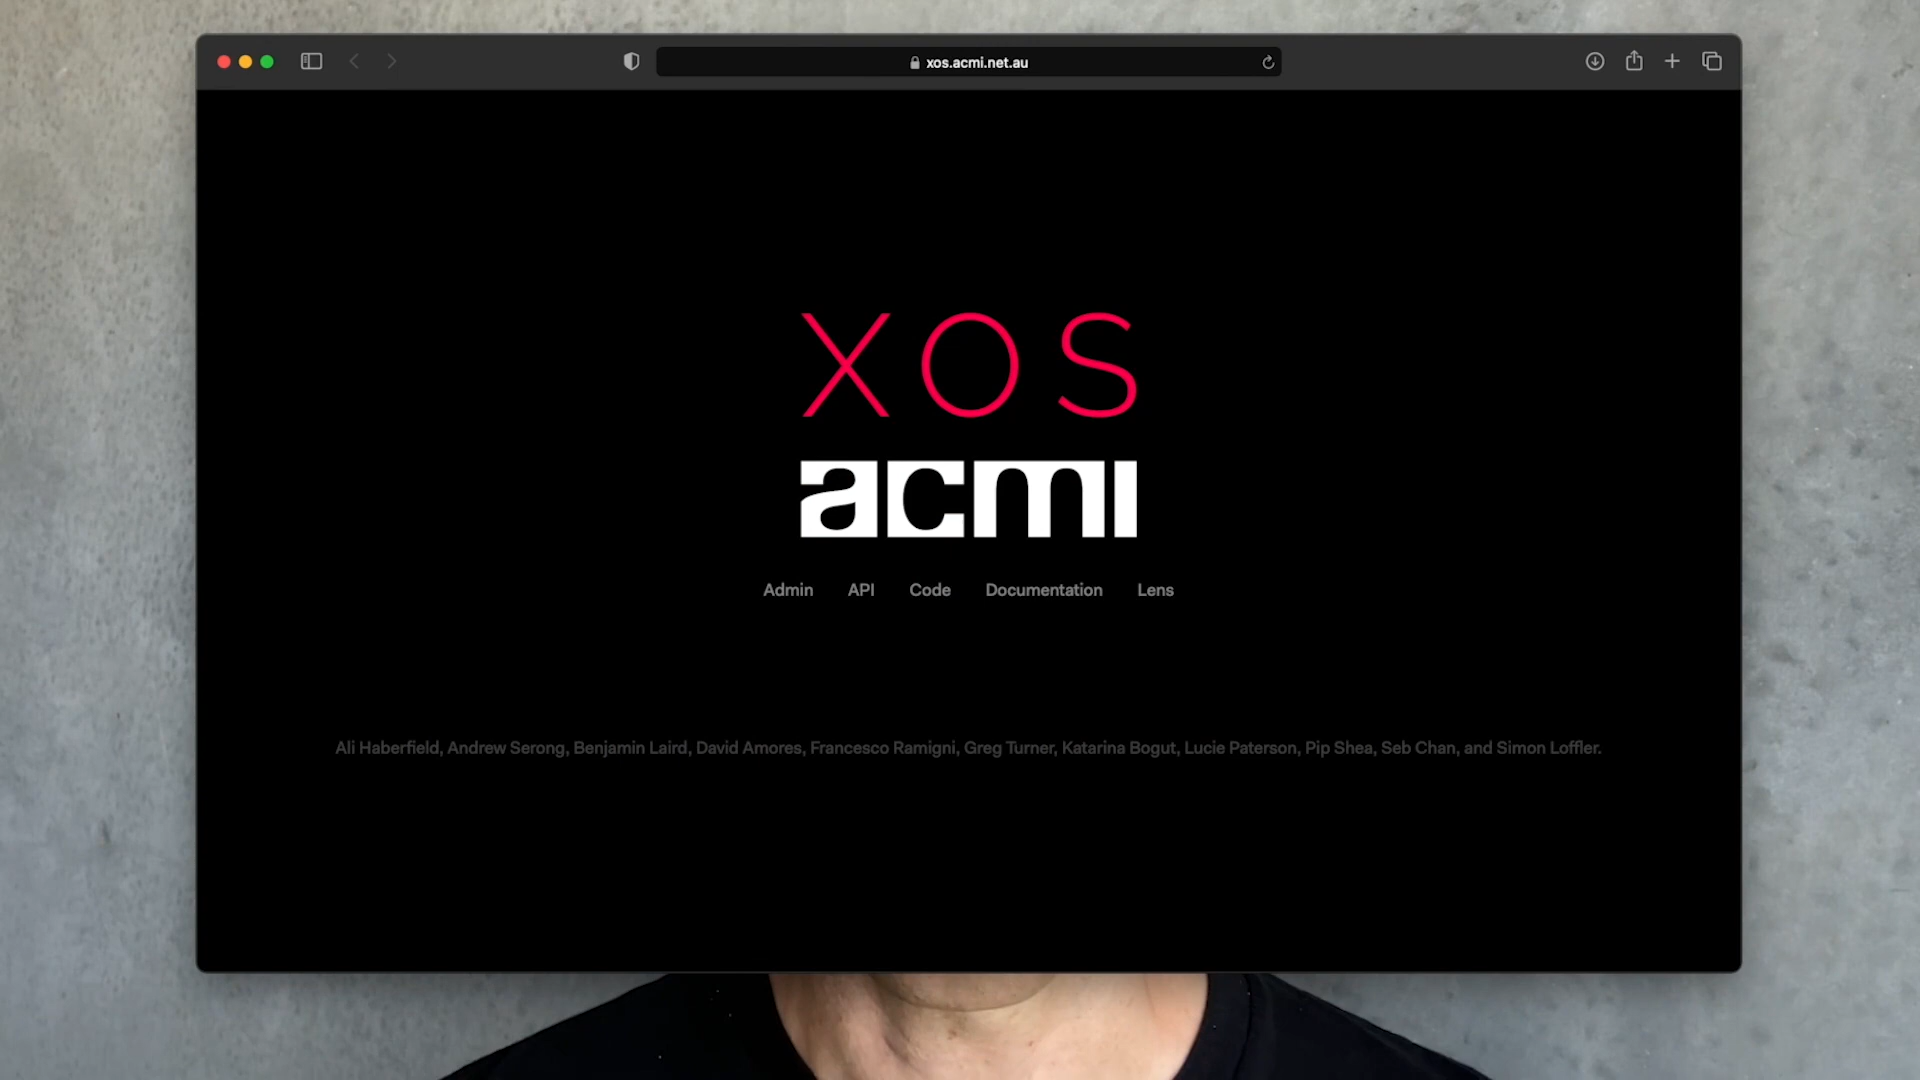 xos.acmi.net.au
XOS
acmi
Admin API Code Documentation Lens
Ali Haberfield, Andrew Serong, Benjamin Laird, David Amores, Francesco Ramigni, Greg Turner, Katarina Bogut, Lucie Paterson, Pip Shea, Seb Chan, and Simon Loffler.